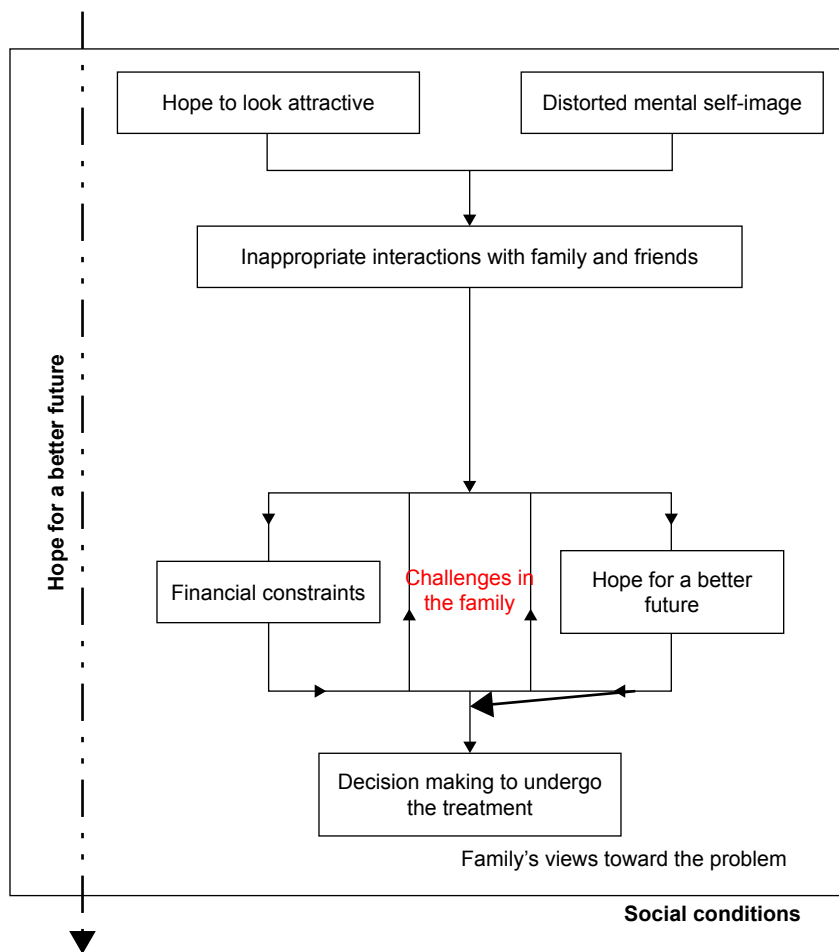 Hope to look attractive
Distorted mental self-image
Inappropriate interactions with family and friends
Hope for a better future
Financial constraints
Challenges in
the family
Hope for a better
future
Decision making to undergo
the treatment
Family’s views toward the problem
Social conditions